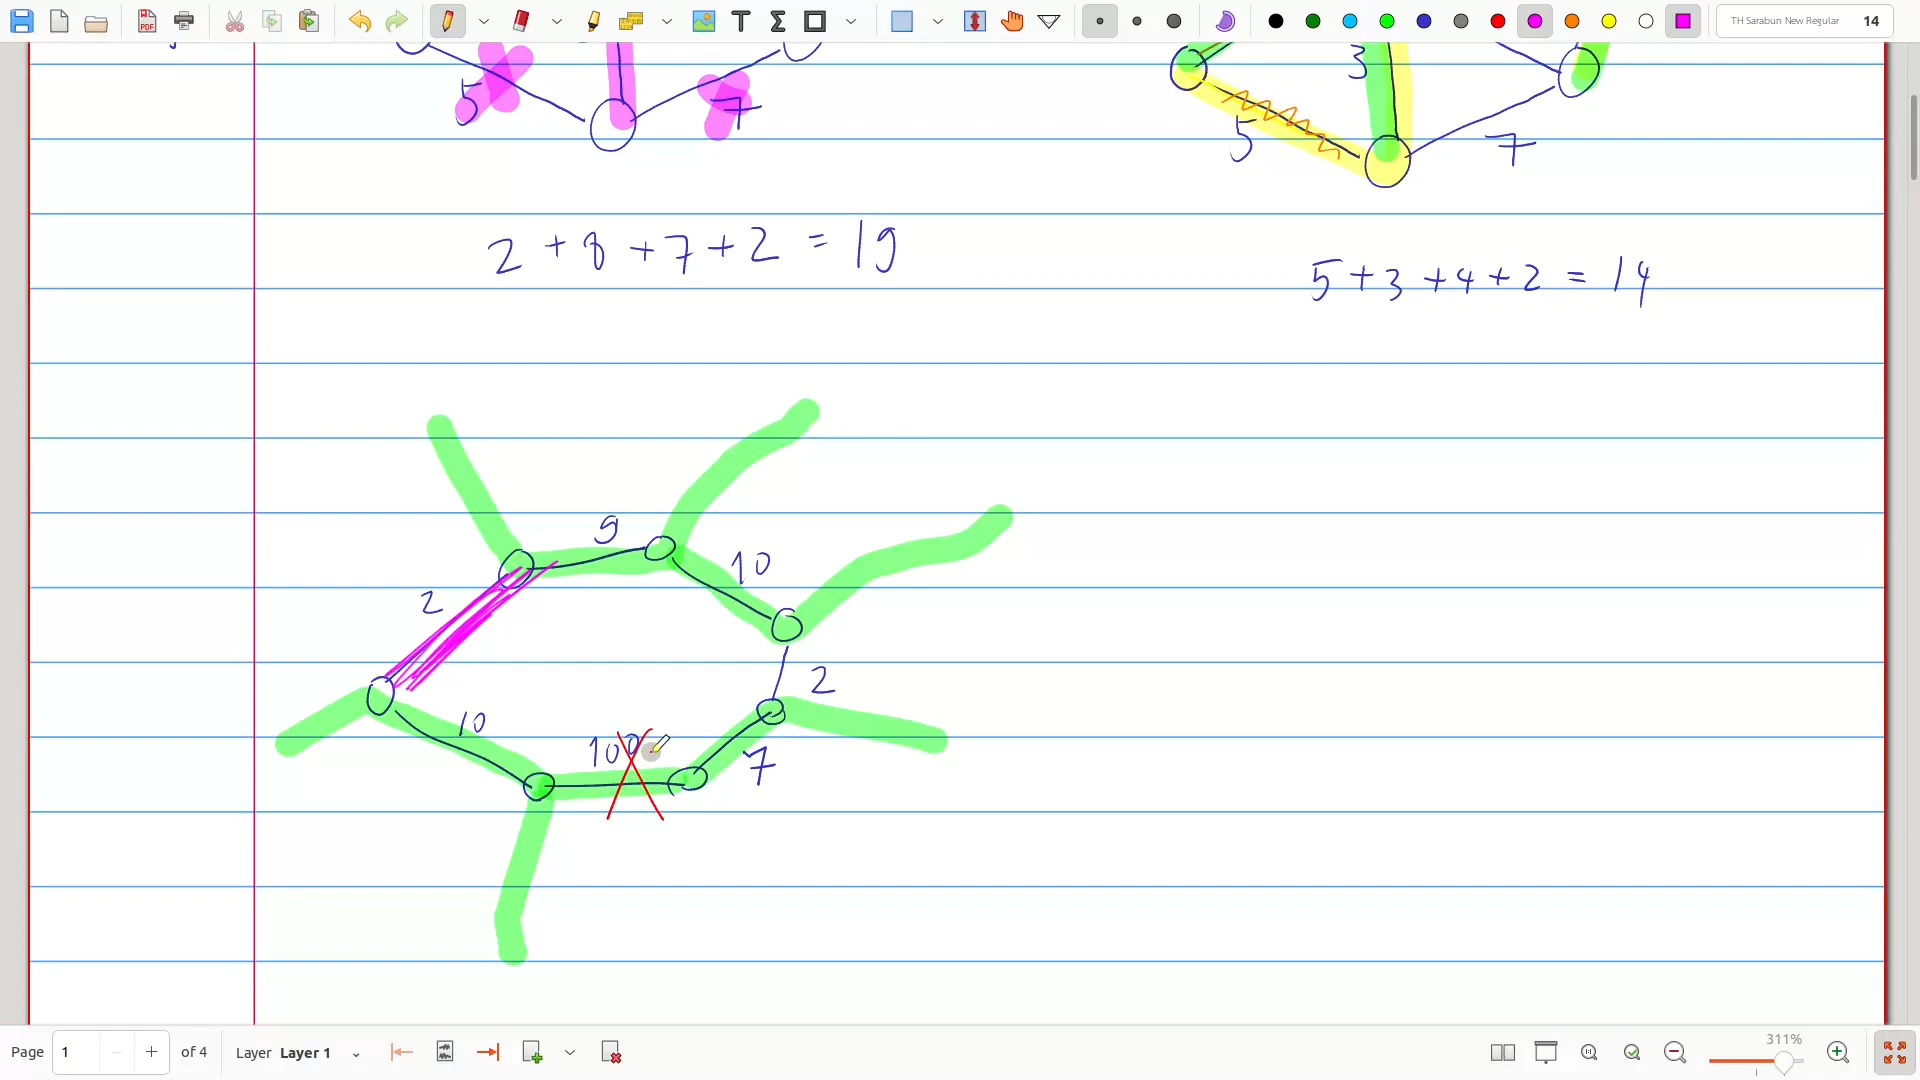 TH Sarabun New Regular 14
5 7
3 5 7
2 + 8 + 7 + 2 = 19
5 + 3 + 4 + 2 = 14
9
10
2
2
10
100
7
Page 1 of 4 Layer Layer 1 311%